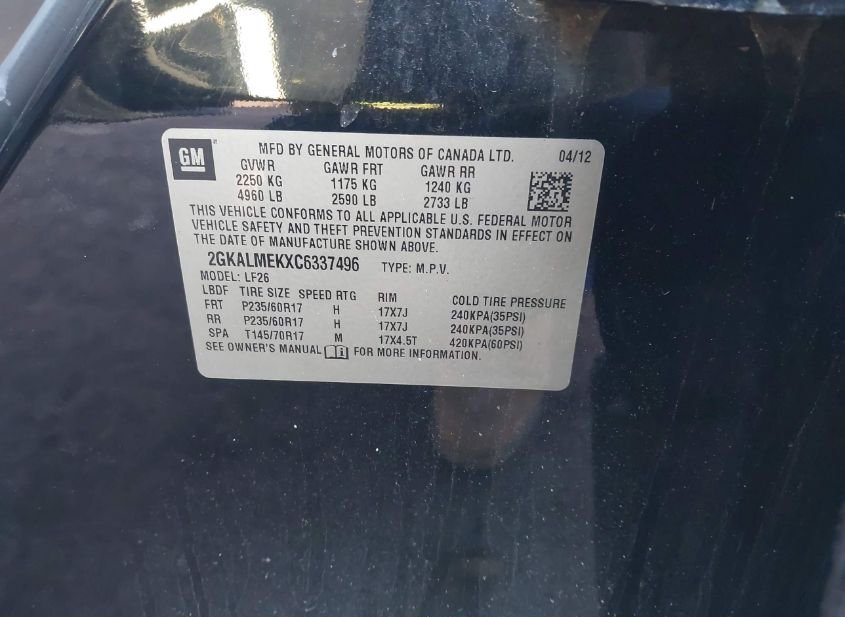 GM MFD BY GENERAL MOTORS OF CANADA LTD. 04/12
GVWR GAWR FRT GAWR RR
2250 KG 1175 KG 1240 KG
4960 LB 2590 LB 2733 LB
THIS VEHICLE CONFORMS TO ALL APPLICABLE U.S. FEDERAL MOTOR
VEHICLE SAFETY AND THEFT PREVENTION STANDARDS IN EFFECT ON
THE DATE OF MANUFACTURE SHOWN ABOVE.
2GKALMEKXC6337496 TYPE: M.P.V.
MODEL: LF26
LBDF TIRE SIZE SPEED RTG RIM COLD TIRE PRESSURE
FRT P235/60R17 H 17X7J 240KPA(35PSI)
RR P235/60R17 H 17X7J 240KPA(35PSI)
SPA T145/70R17 M 17X4.5T 420KPA(60PSI)
SEE OWNER'S MANUAL FOR MORE INFORMATION.